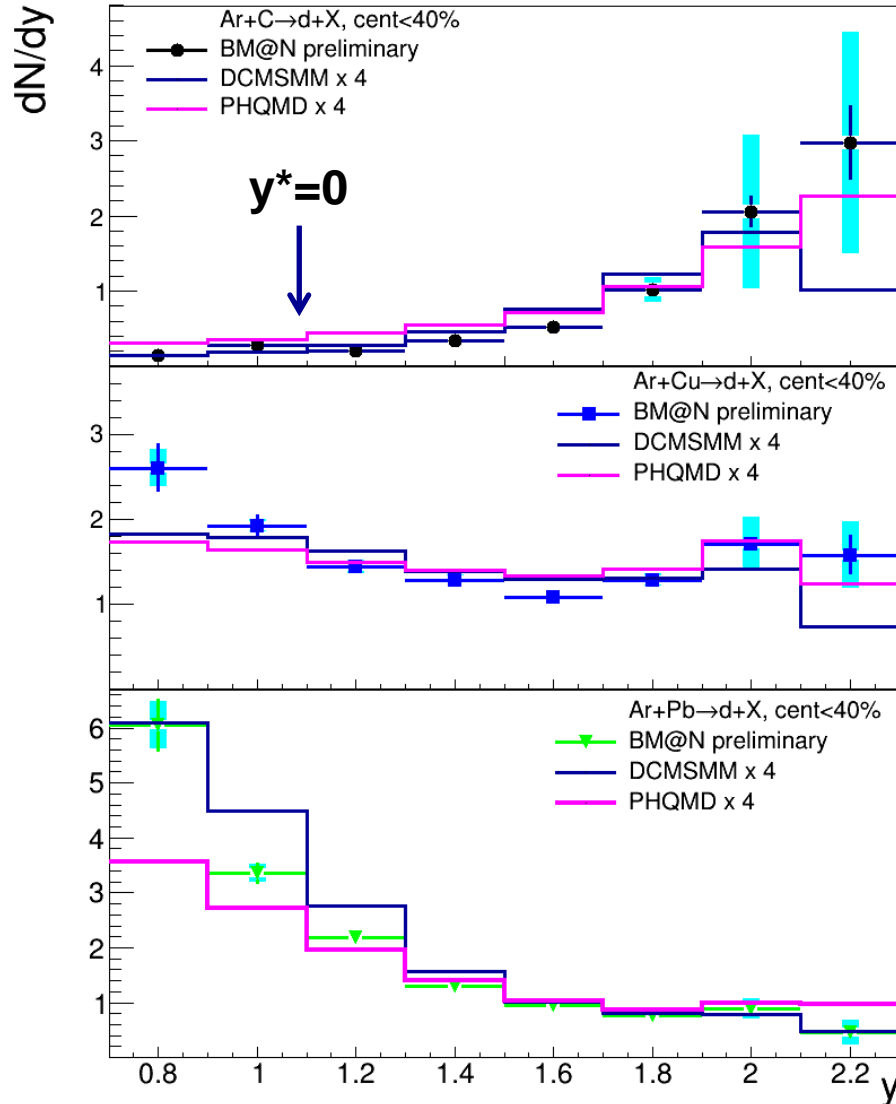 dN/dy
Ar+C→d+X, cent<40%
BM@N preliminary
DCMSMM x 4
PHQMD x 4
y*=0
4
3
2
1
Ar+Cu→d+X, cent<40%
BM@N preliminary
DCMSMM x 4
PHQMD x 4
3
2
1
Ar+Pb→d+X, cent<40%
BM@N preliminary
DCMSMM x 4
PHQMD x 4
6
5
4
3
2
1
0.8 1 1.2 1.4 1.6 1.8 2 2.2
y